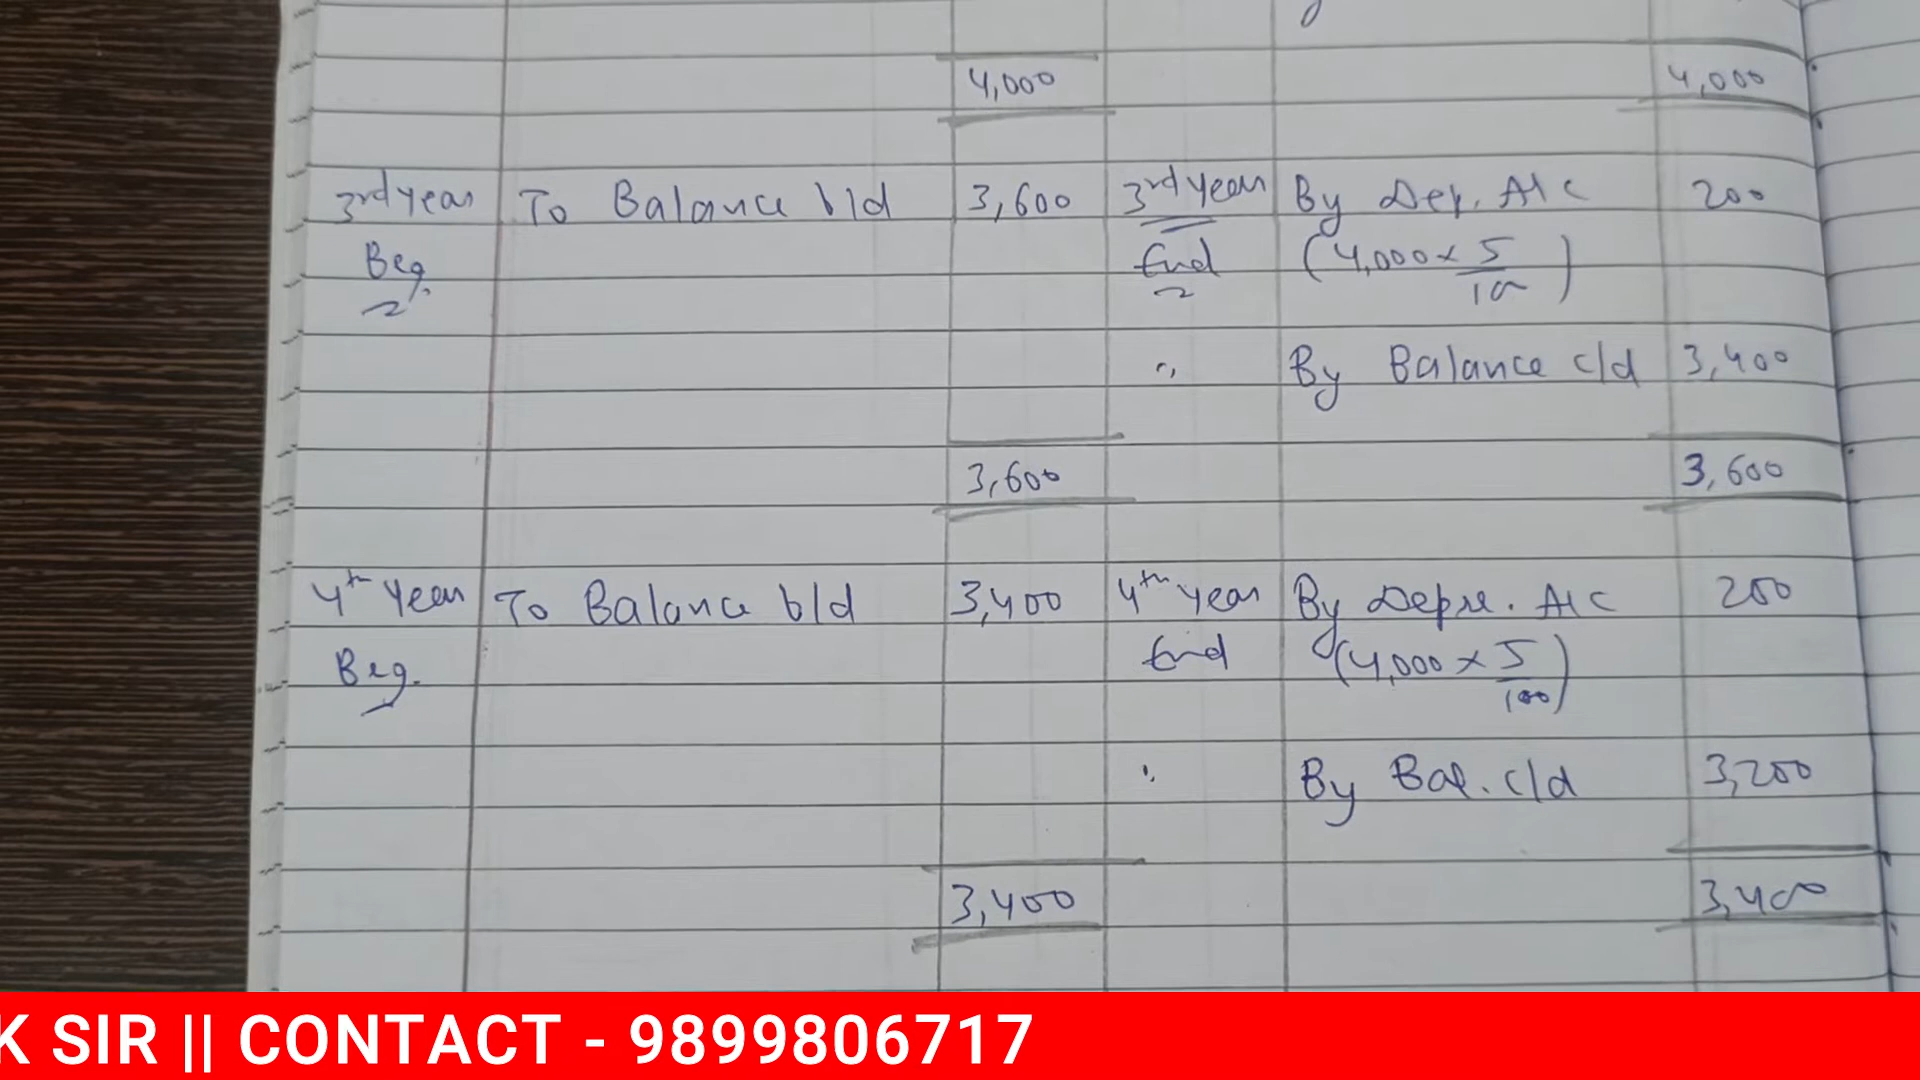 4,000 4,000
3rd year To Balance b/d 3,600 3rd year By Dep. A/c 200
Beg. End (4,000 × 5/10)
" By Balance c/d 3,400
3,600 3,600
4th Year To Balance b/d 3,400 4th year By Depre. A/c 200
Beg. End (4,000 × 5/100)
" By Bal. c/d 3,200
3,400 3,400
K SIR || CONTACT - 9899806717